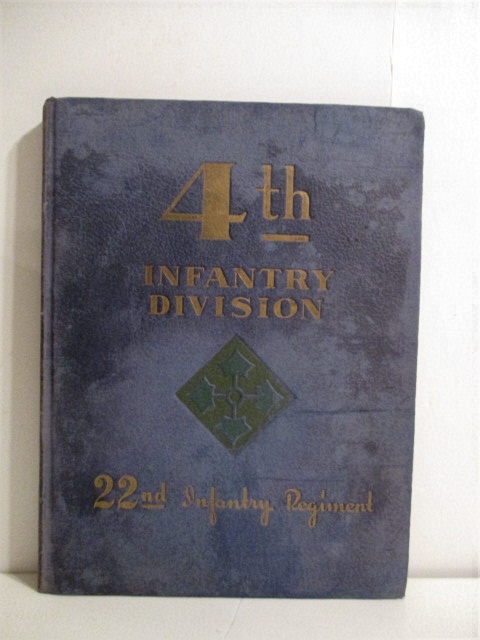 4th
INFANTRY
DIVISION
22nd Infantry Regiment